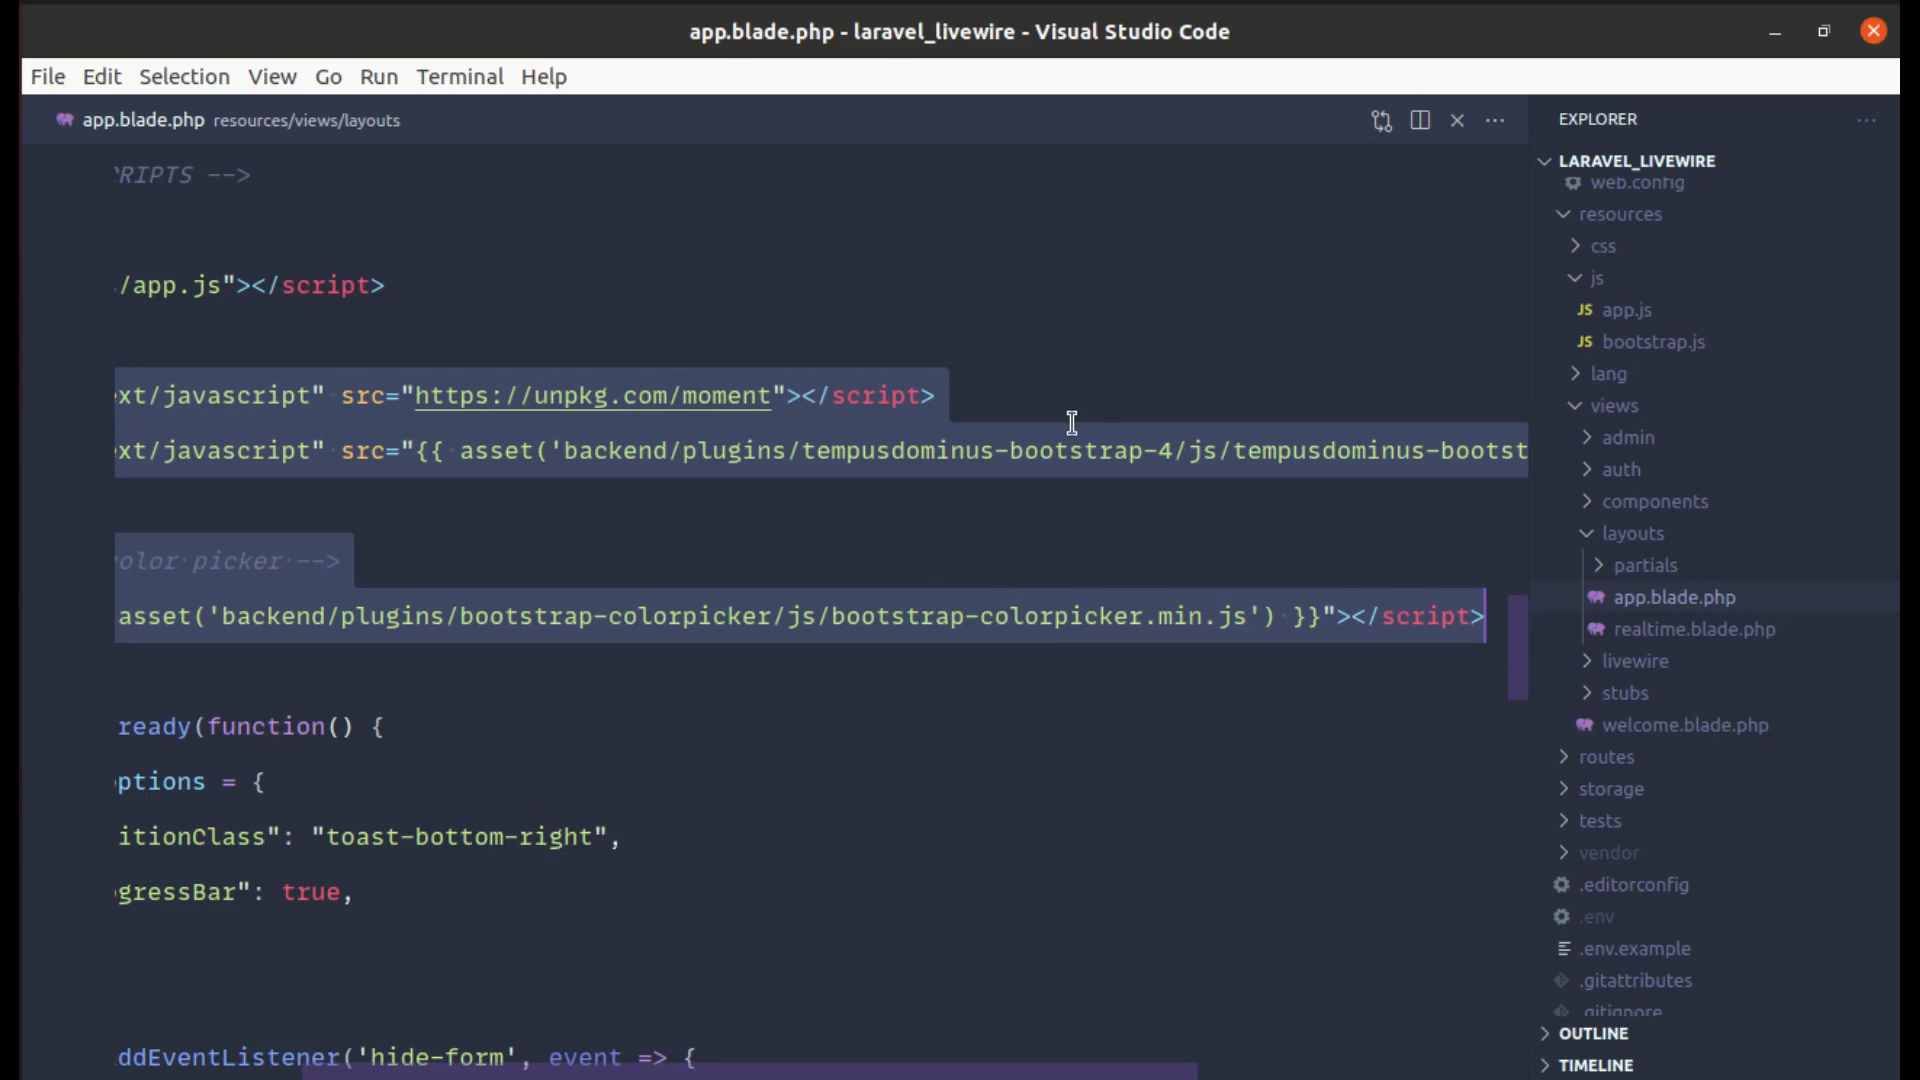 app.blade.php - laravel_livewire - Visual Studio Code
File Edit Selection View Go Run Terminal Help
app.blade.php resources/views/layouts
RIPTS -->
/app.js"></script>
xt/javascript" src="https://unpkg.com/moment"></script>
xt/javascript" src="{{ asset('backend/plugins/tempusdominus-bootstrap-4/js/tempusdominus-bootst
olor picker -->
asset('backend/plugins/bootstrap-colorpicker/js/bootstrap-colorpicker.min.js') }}"></script>
ready(function() {
ptions = {
itionClass": "toast-bottom-right",
gressBar": true,
ddEventListener('hide-form', event => {
EXPLORER
LARAVEL_LIVEWIRE
web.config
resources
css
js
JS app.js
JS bootstrap.js
lang
views
admin
auth
components
layouts
partials
app.blade.php
realtime.blade.php
livewire
stubs
welcome.blade.php
routes
storage
tests
vendor
.editorconfig
.env
.env.example
.gitattributes
.gitignore
OUTLINE
TIMELINE